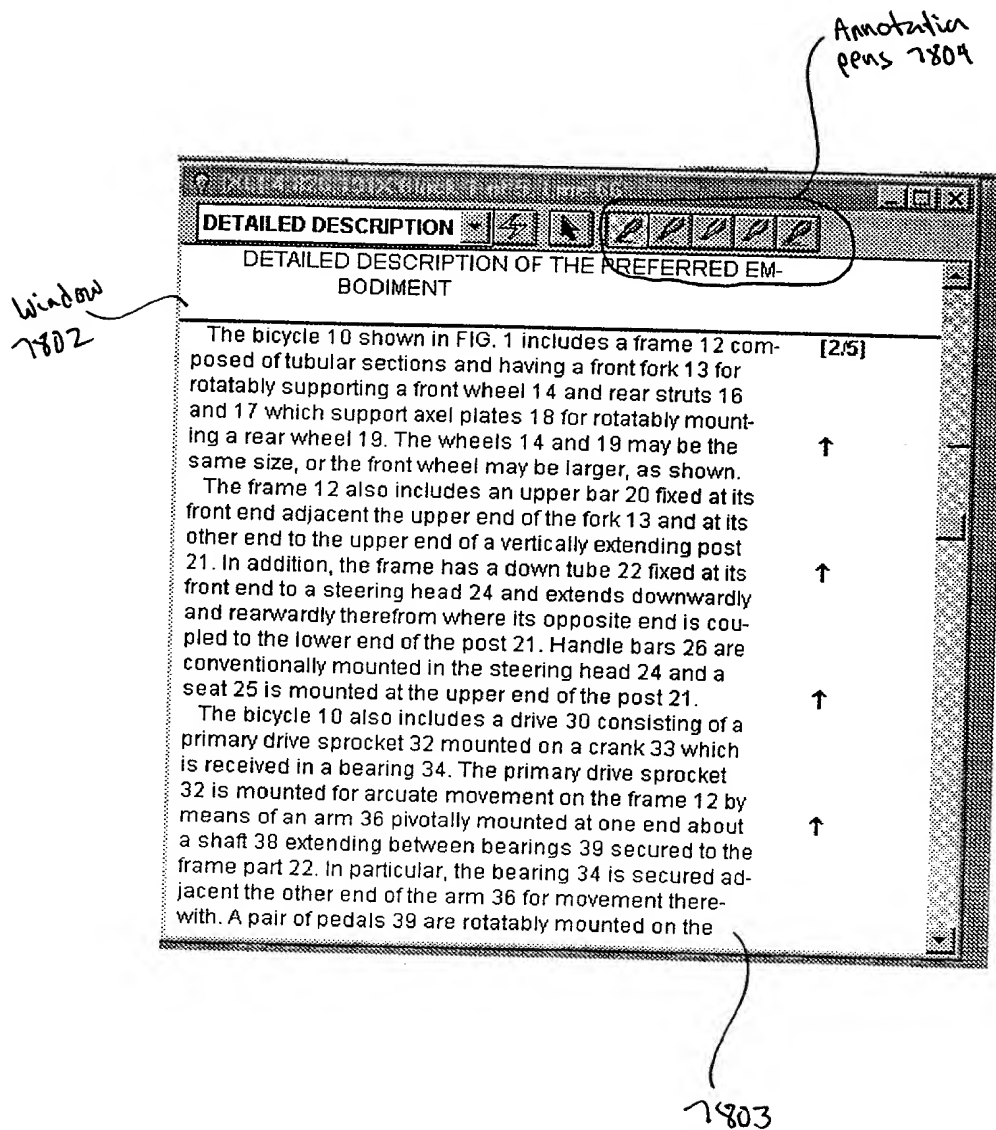 Annotation
pens 7804
DETAILED DESCRIPTION
DETAILED DESCRIPTION OF THE PREFERRED EM-
BODIMENT
Window
7802
The bicycle 10 shown in FIG. 1 includes a frame 12 com-
[2/5]
posed of tubular sections and having a front fork 13 for
rotatably supporting a front wheel 14 and rear struts 16
and 17 which support axel plates 18 for rotatably mount-
ing a rear wheel 19. The wheels 14 and 19 may be the
same size, or the front wheel may be larger, as shown.
The frame 12 also includes an upper bar 20 fixed at its
front end adjacent the upper end of the fork 13 and at its
other end to the upper end of a vertically extending post
21. In addition, the frame has a down tube 22 fixed at its
front end to a steering head 24 and extends downwardly
and rearwardly therefrom where its opposite end is cou-
pled to the lower end of the post 21. Handle bars 26 are
conventionally mounted in the steering head 24 and a
seat 25 is mounted at the upper end of the post 21.
The bicycle 10 also includes a drive 30 consisting of a
primary drive sprocket 32 mounted on a crank 33 which
is received in a bearing 34. The primary drive sprocket
32 is mounted for arcuate movement on the frame 12 by
means of an arm 36 pivotally mounted at one end about
a shaft 38 extending between bearings 39 secured to the
frame part 22. In particular, the bearing 34 is secured ad-
jacent the other end of the arm 36 for movement there-
with. A pair of pedals 39 are rotatably mounted on the
7803